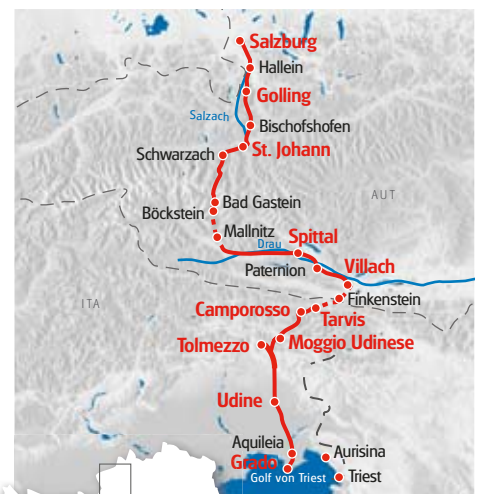 Salzburg
Hallein
Golling
Salzach
Bischofshofen
St. Johann
Schwarzach
AUT
Bad Gastein
Böckstein
Mallnitz
Drau
Spittal
Paternion
Villach
Finkenstein
ITA
Camporosso
Tarvis
Tolmezzo
Moggio Udinese
Udine
Aquileia
Aurisina
Grado
Golf von Triest
Triest